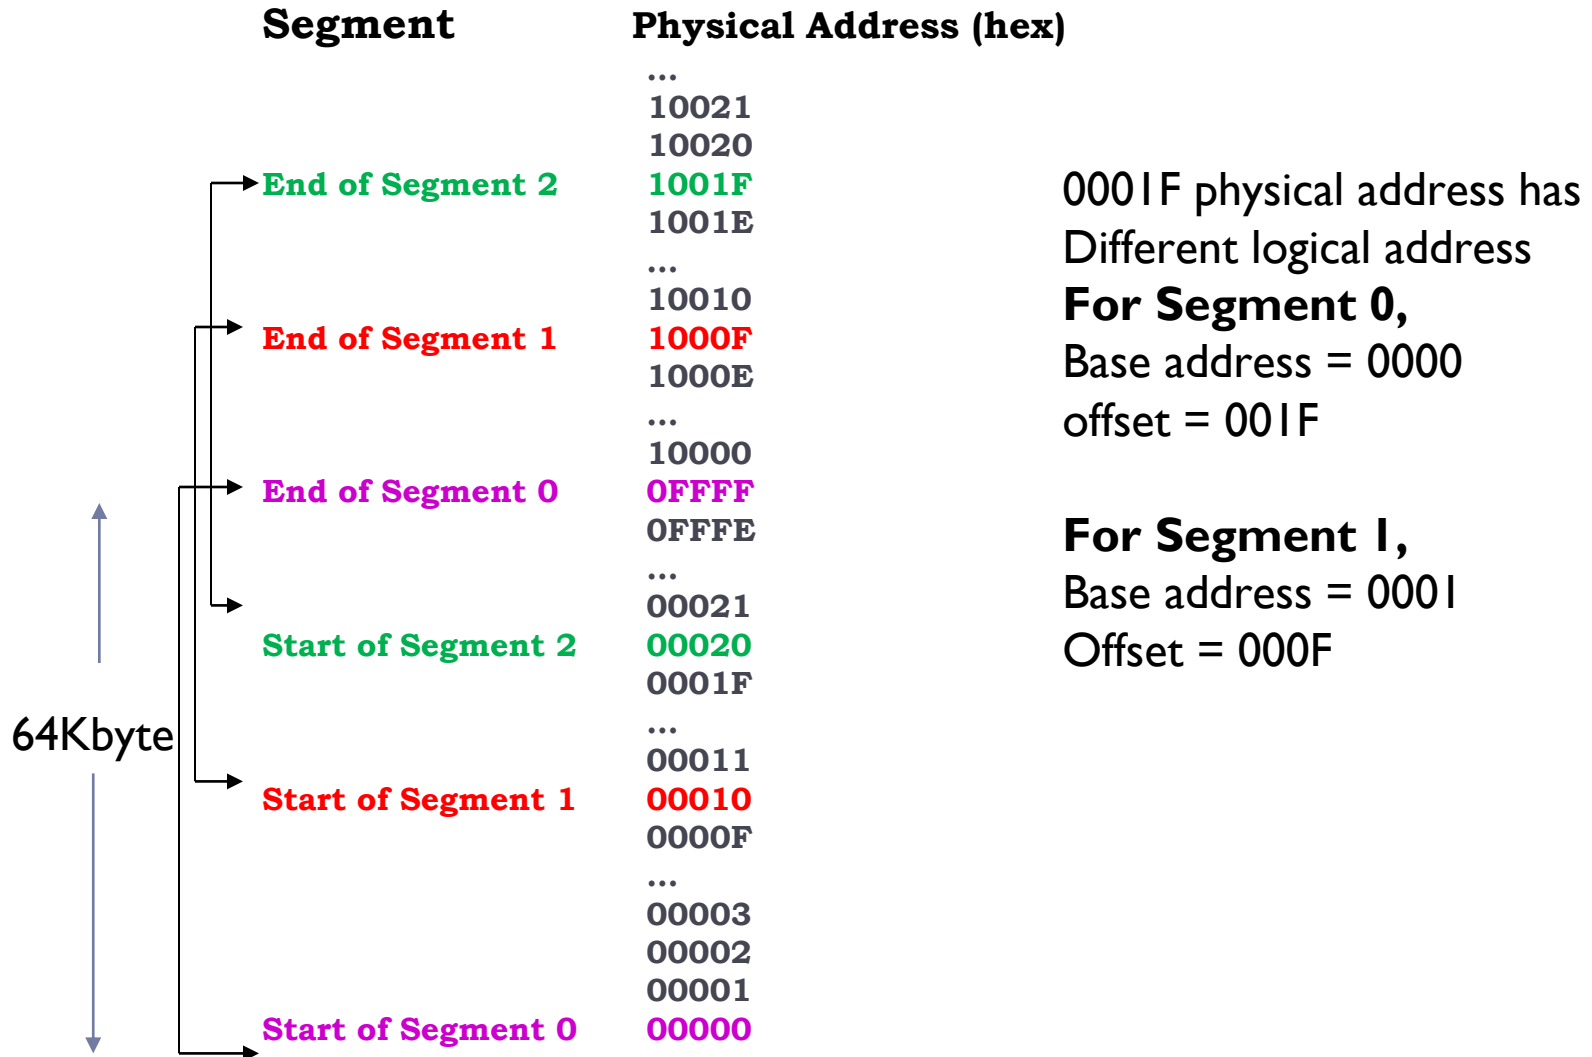 Segment Physical Address (hex)
...
10021
10020
End of Segment 2 1001F
1001E
...
10010
End of Segment 1 1000F
1000E
...
10000
End of Segment 0 0FFFF
0FFFE
...
00021
Start of Segment 2 00020
0001F
...
00011
Start of Segment 1 00010
0000F
...
00003
00002
00001
Start of Segment 0 00000
64Kbyte
0001F physical address has
Different logical address
For Segment 0,
Base address = 0000
offset = 001F
For Segment 1,
Base address = 0001
Offset = 000F